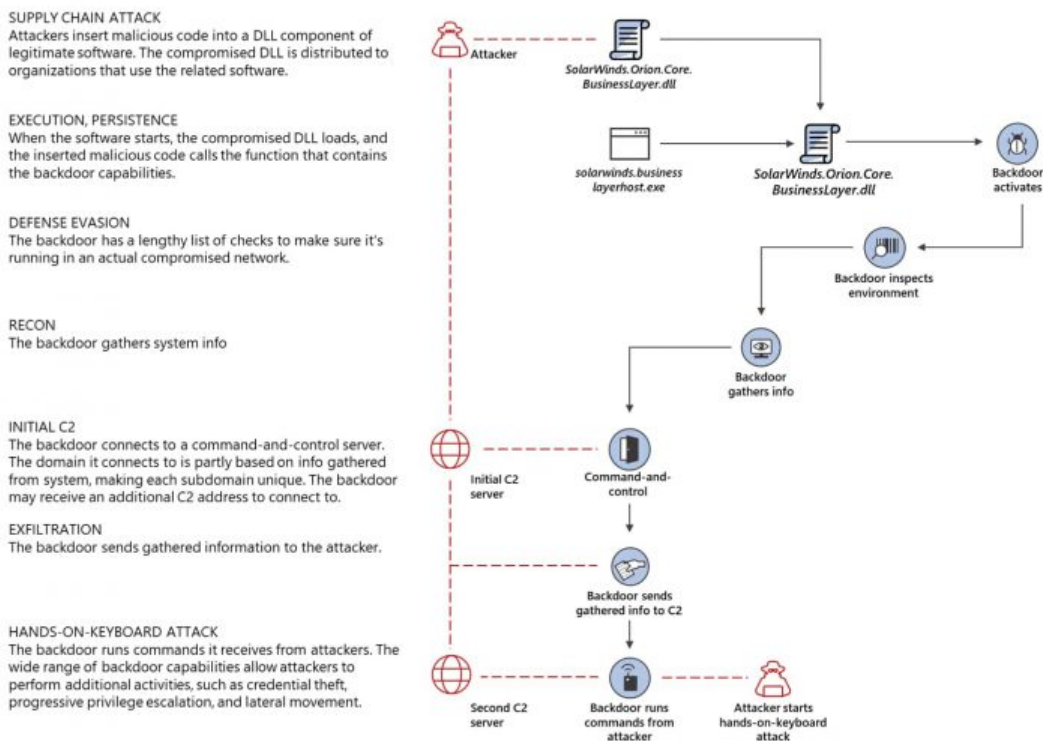 SUPPLY CHAIN ATTACK
Attackers insert malicious code into a DLL component of
legitimate software. The compromised DLL is distributed to
organizations that use the related software.
Attacker
SolarWinds.Orion.Core.
BusinessLayer.dll
EXECUTION, PERSISTENCE
When the software starts, the compromised DLL loads, and
the inserted malicious code calls the function that contains
the backdoor capabilities.
solarwinds.business
layerhost.exe
SolarWinds.Orion.Core.
BusinessLayer.dll
Backdoor
activates
DEFENSE EVASION
The backdoor has a lengthy list of checks to make sure it's
running in an actual compromised network.
Backdoor inspects
environment
RECON
The backdoor gathers system info
Backdoor
gathers info
INITIAL C2
The backdoor connects to a command-and-control server.
The domain it connects to is partly based on info gathered
from system, making each subdomain unique. The backdoor
may receive an additional C2 address to connect to.
Initial C2
server
Command-and-
control
EXFILTRATION
The backdoor sends gathered information to the attacker.
Backdoor sends
gathered info to C2
HANDS-ON-KEYBOARD ATTACK
The backdoor runs commands it receives from attackers. The
wide range of backdoor capabilities allow attackers to
perform additional activities, such as credential theft,
progressive privilege escalation, and lateral movement.
Second C2
server
Backdoor runs
commands from
attacker
Attacker starts
hands-on-keyboard
attack